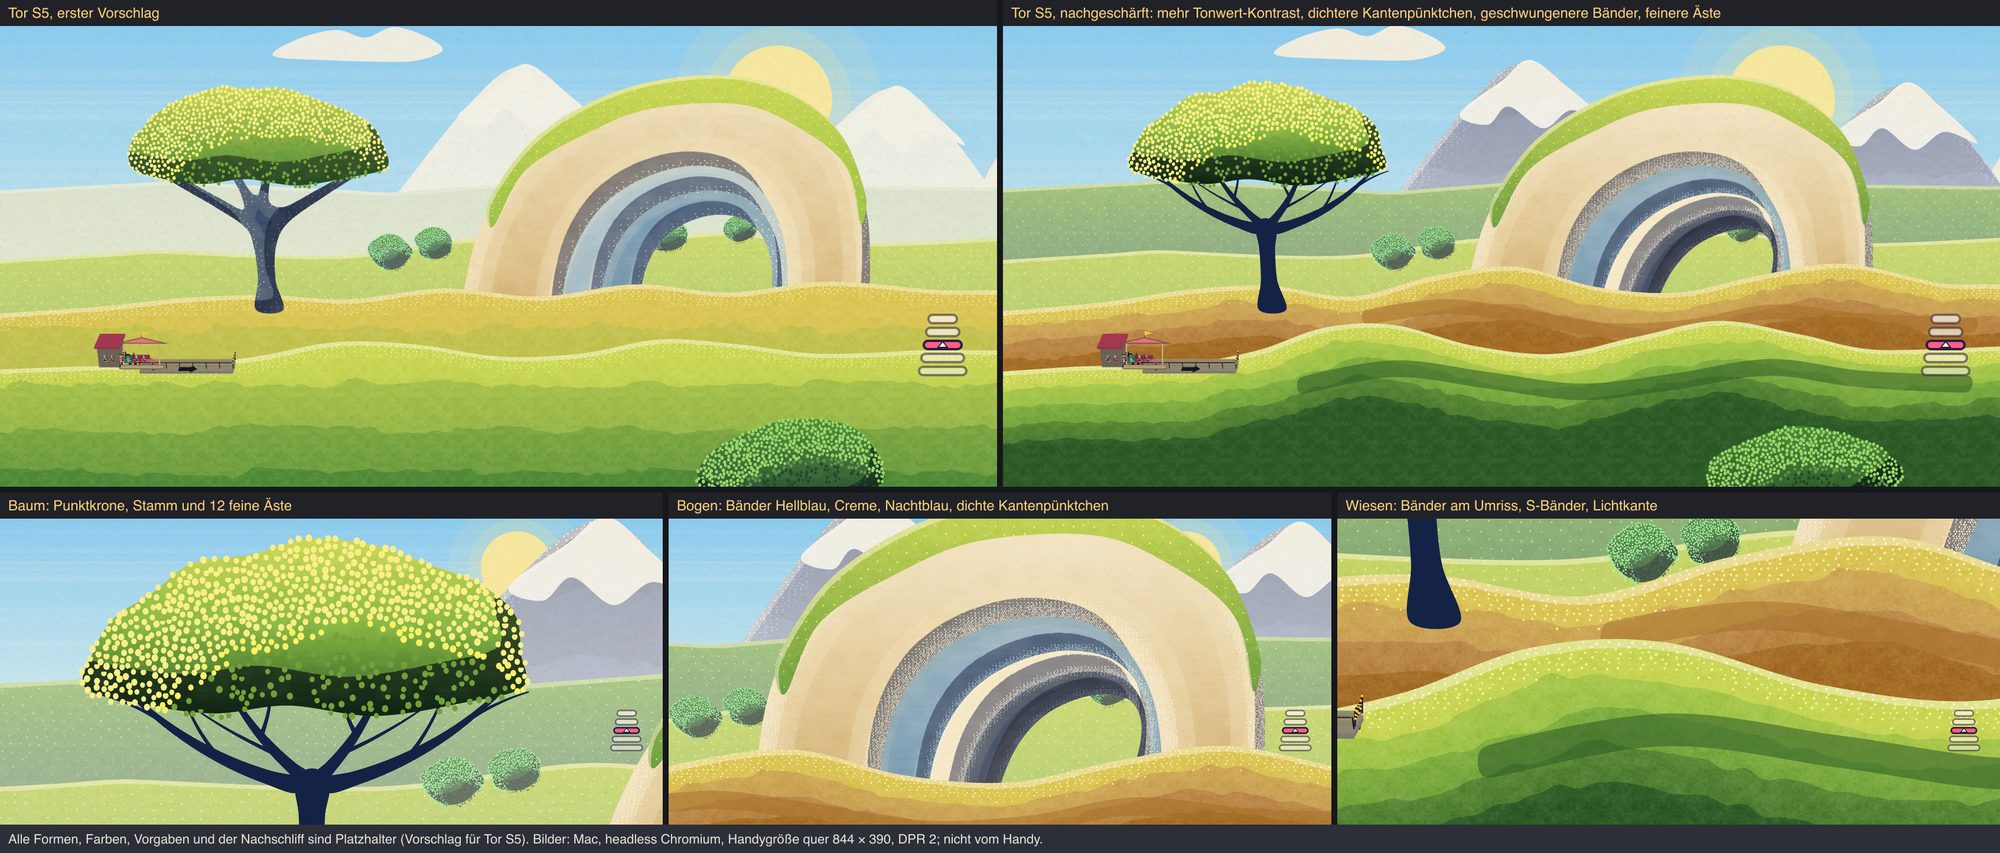 Tor S5, erster Vorschlag
Tor S5, nachgeschärft: mehr Tonwert-Kontrast, dichtere Kantenpünktchen, geschwungenere Bänder, feinere Äste
Baum: Punktkrone, Stamm und 12 feine Äste
Bogen: Bänder Hellblau, Creme, Nachtblau, dichte Kantenpünktchen
Wiesen: Bänder am Umriss, S-Bänder, Lichtkante
Alle Formen, Farben, Vorgaben und der Nachschliff sind Platzhalter (Vorschlag für Tor S5). Bilder: Mac, headless Chromium, Handygröße quer 844 × 390, DPR 2; nicht vom Handy.